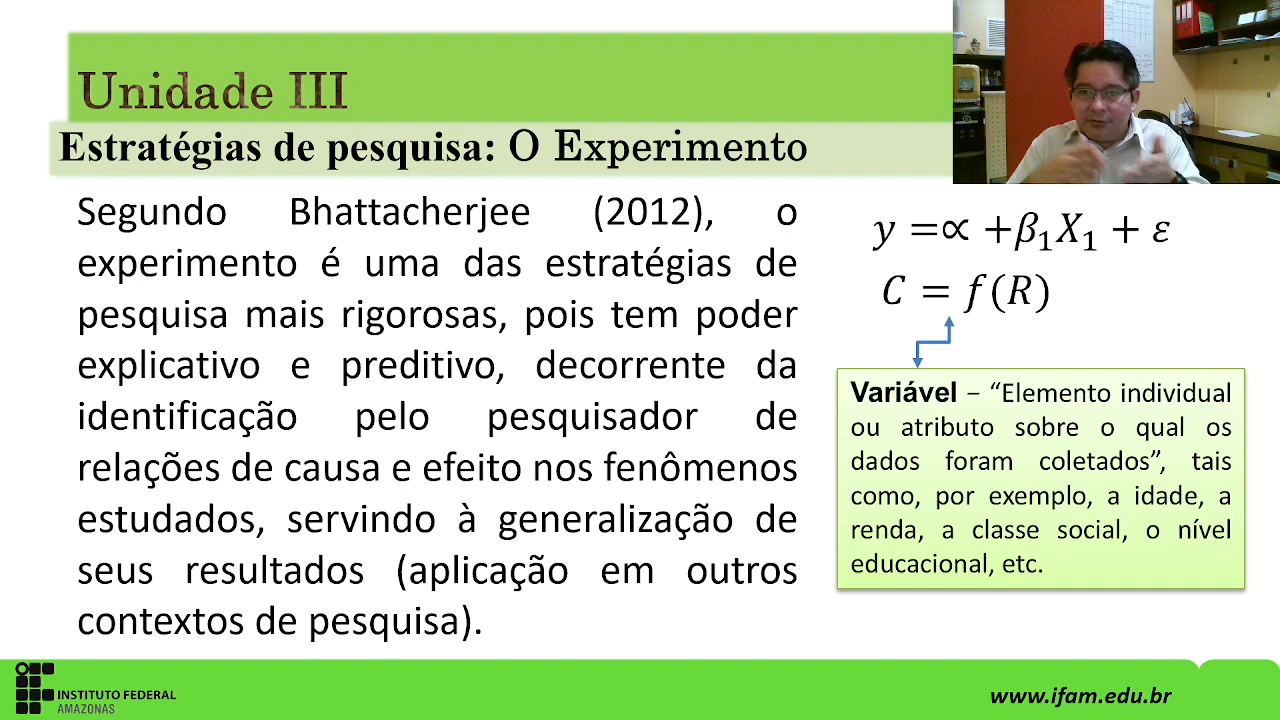 Unidade III
Estratégias de pesquisa: O Experimento
Segundo Bhattacherjee (2012), o
experimento é uma das estratégias de
pesquisa mais rigorosas, pois tem poder
explicativo e preditivo, decorrente da
identificação pelo pesquisador de
relações de causa e efeito nos fenômenos
estudados, servindo à generalização de
seus resultados (aplicação em outros
contextos de pesquisa).
y =∝ +β₁X₁ + ε
C = f(R)
Variável – “Elemento individual
ou atributo sobre o qual os
dados foram coletados”, tais
como, por exemplo, a idade, a
renda, a classe social, o nível
educacional, etc.
INSTITUTO FEDERAL
AMAZONAS
www.ifam.edu.br